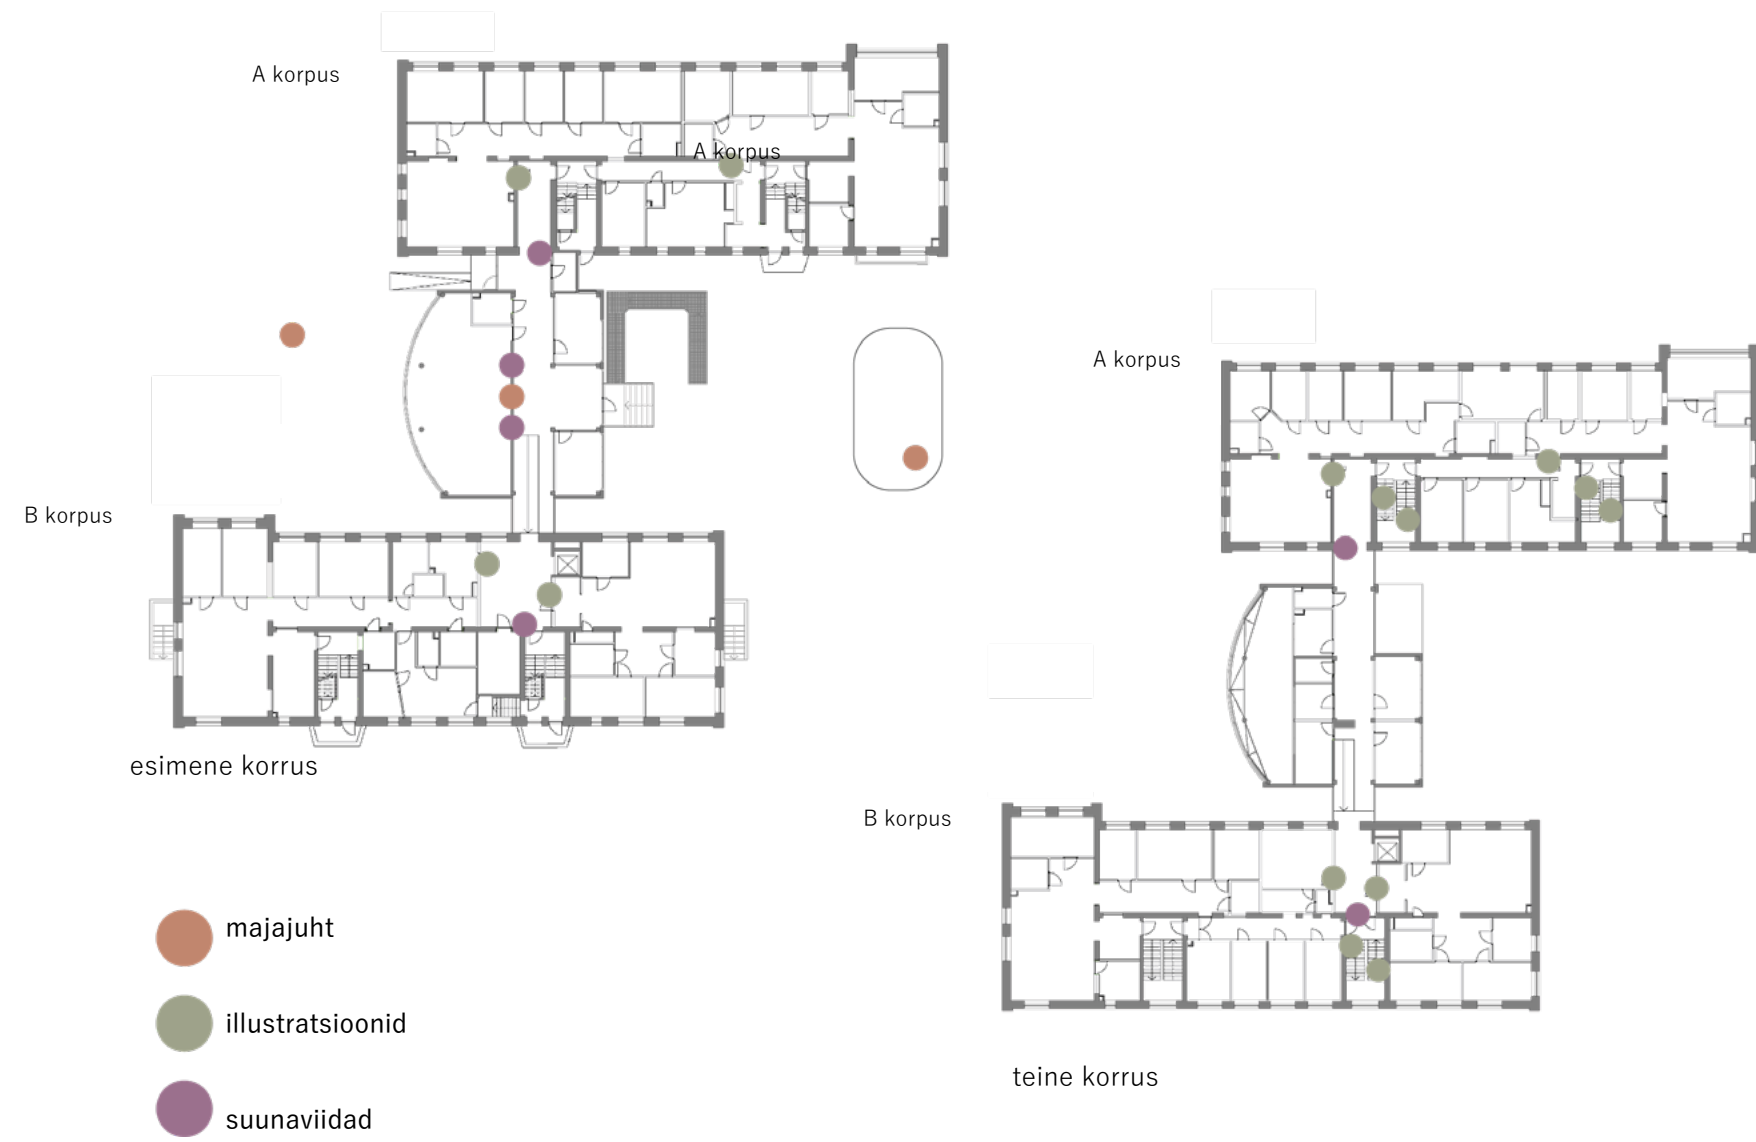 A korpus
A korpus
B korpus
esimene korrus
A korpus
B korpus
teine korrus
majajuht
illustratsioonid
suunaviidad